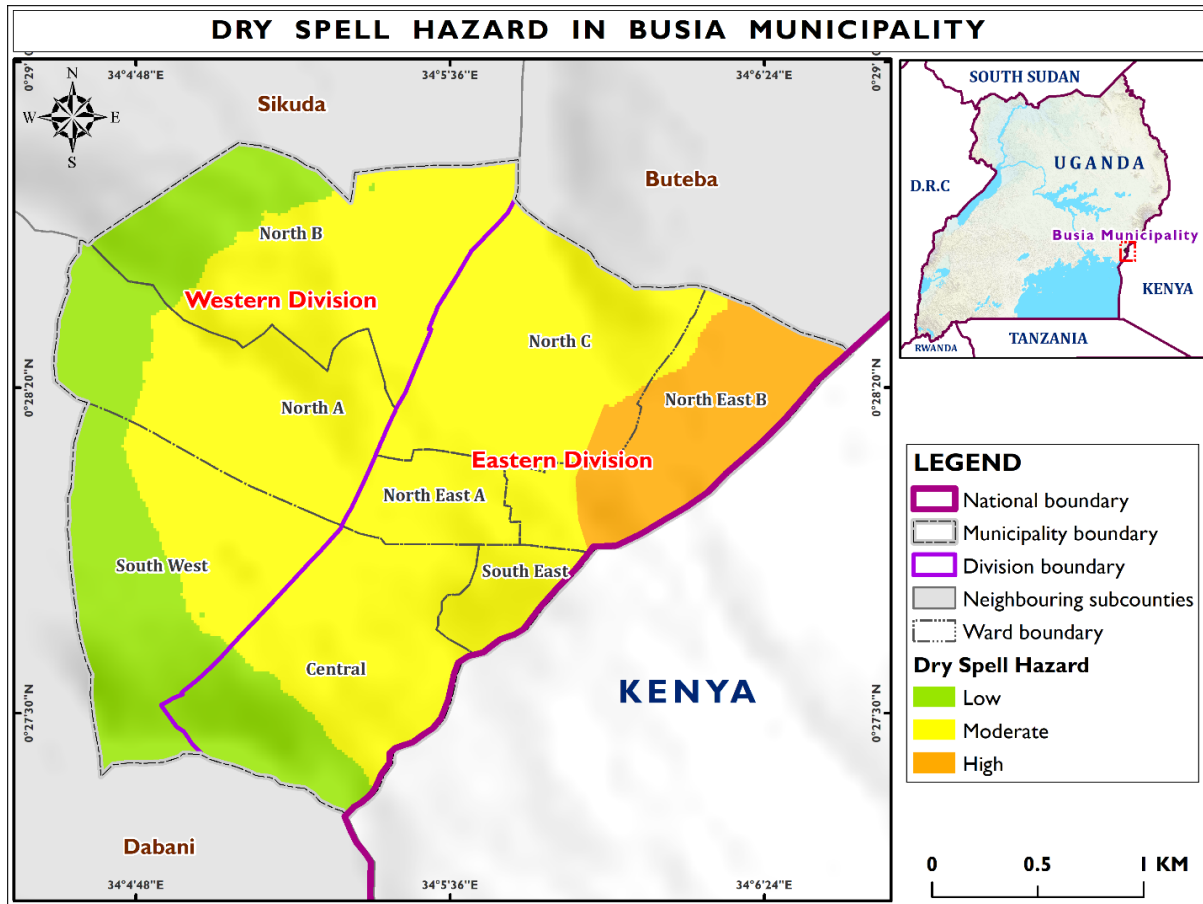 DRY SPELL HAZARD IN BUSIA MUNICIPALITY
34°4'48"E
34°5'36"E
34°6'24"E
N
W
E
S
Sikuda
Buteba
North B
Western Division
North C
North A
North East B
Eastern Division
North East A
South West
South East
Central
KENYA
Dabani
0°28'20"N
0°27'30"N
0°28'20"N
0°27'30"N
34°4'48"E
34°5'36"E
34°6'24"E
SOUTH SUDAN
UGANDA
D.R.C
Busia Municipality
KENYA
TANZANIA
RWANDA
LEGEND
National boundary
Municipality boundary
Division boundary
Neighbouring subcounties
Ward boundary
Dry Spell Hazard
Low
Moderate
High
0 0.5 1 KM